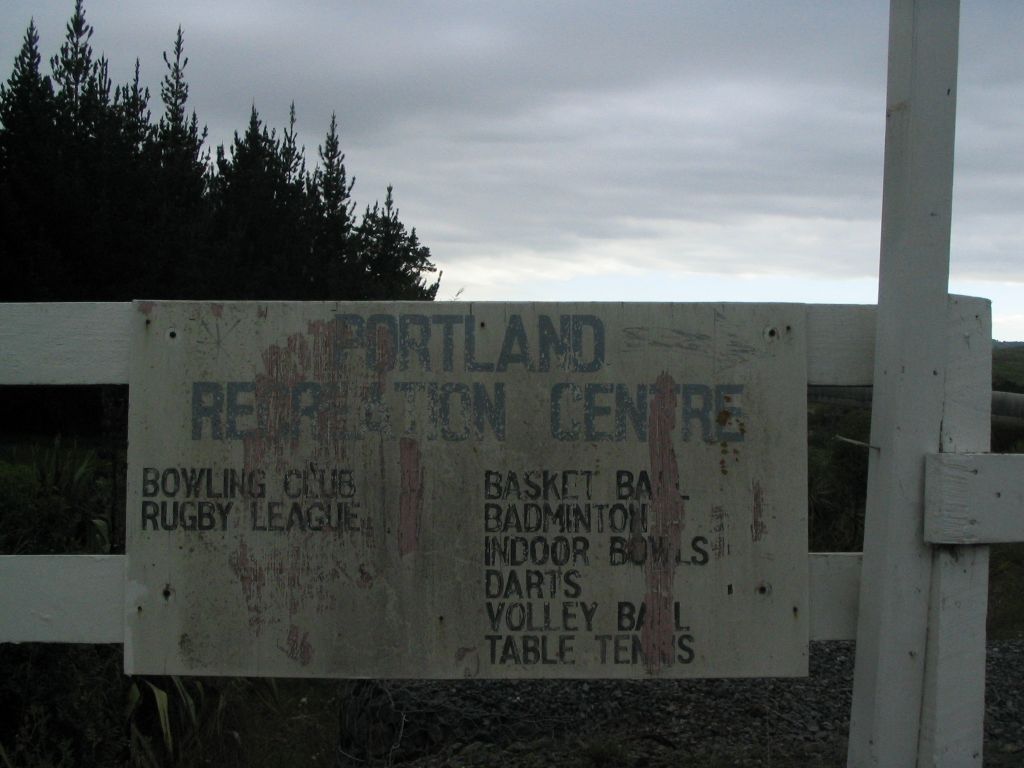 PORTLAND
RECREATION CENTRE
BOWLING CLUB
RUGBY LEAGUE
BASKET BALL
BADMINTON
INDOOR BOWLS
DARTS
VOLLEY BALL
TABLE TENNIS